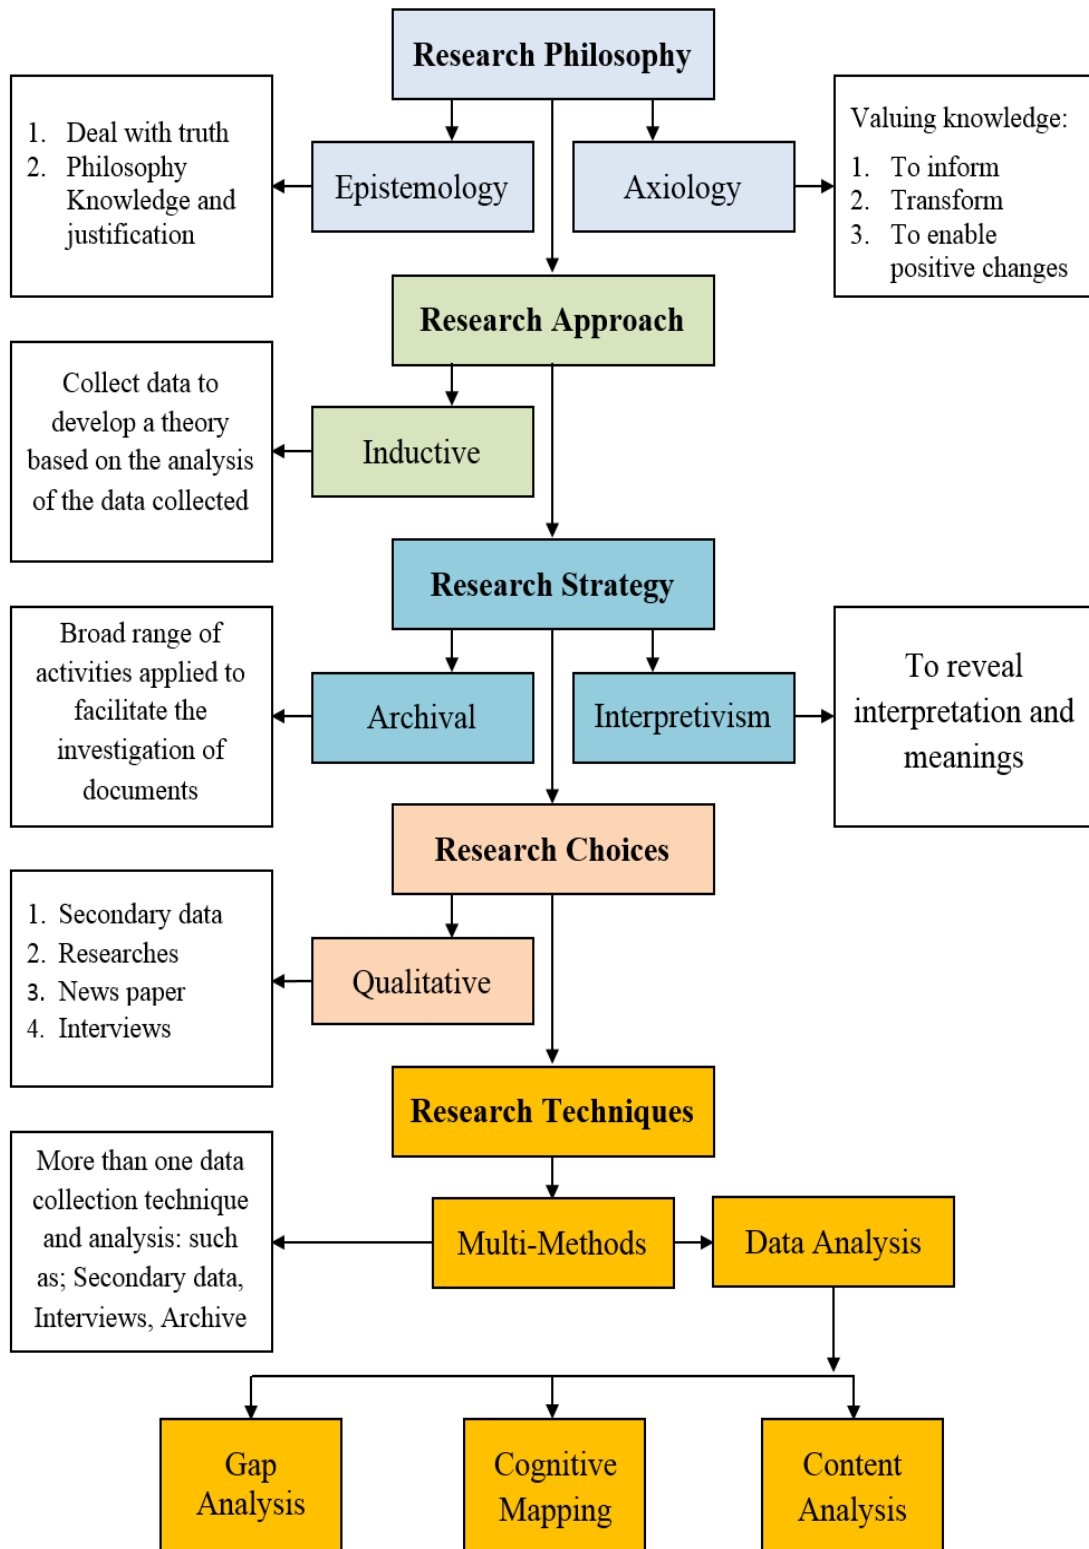 Research Philosophy
1. Deal with truth
2. Philosophy
Knowledge and
justification
Epistemology
Axiology
Valuing knowledge:
1. To inform
2. Transform
3. To enable
positive changes
Research Approach
Collect data to
develop a theory
based on the analysis
of the data collected
Inductive
Research Strategy
Broad range of
activities applied to
facilitate the
investigation of
documents
Archival
Interpretivism
To reveal
interpretation and
meanings
Research Choices
1. Secondary data
2. Researches
3. News paper
4. Interviews
Qualitative
Research Techniques
More than one data
collection technique
and analysis: such
as; Secondary data,
Interviews, Archive
Multi-Methods
Data Analysis
Gap
Analysis
Cognitive
Mapping
Content
Analysis